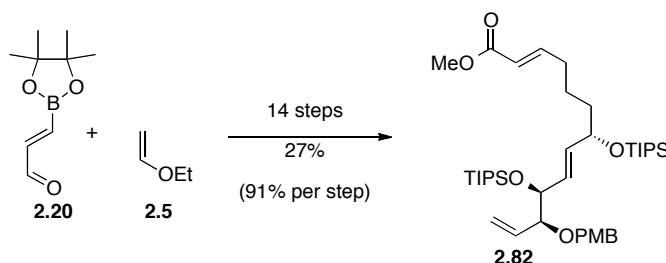 O
MeO
O
O
B
14 steps
+
27%
OTIPS
OEt
TIPSO
O
(91% per step)
2.20
2.5
OPMB
2.82